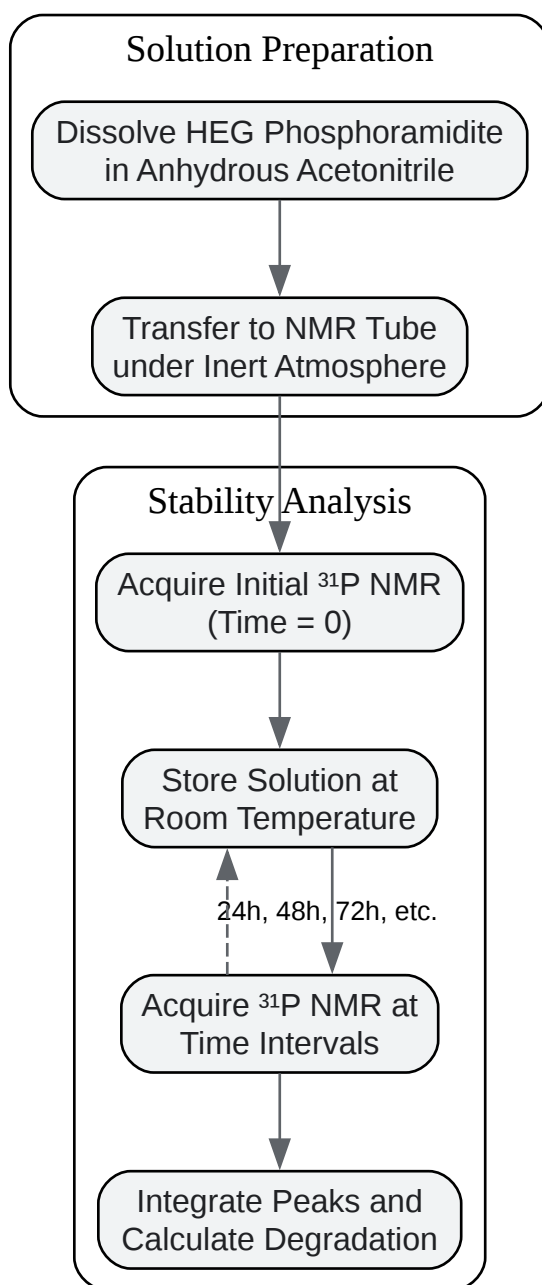 Solution Preparation
Dissolve HEG Phosphoramidite
in Anhydrous Acetonitrile
Transfer to NMR Tube
under Inert Atmosphere
Stability Analysis
Acquire Initial ³¹P NMR
(Time = 0)
Store Solution at
Room Temperature
24h, 48h, 72h, etc.
Acquire ³¹P NMR at
Time Intervals
Integrate Peaks and
Calculate Degradation